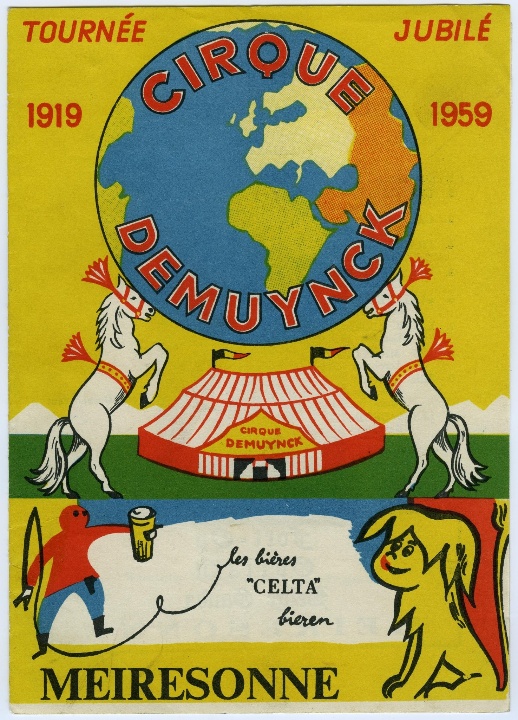 TOURNÉE JUBILÉ
1919 1959
CIRQUE
DEMUYNCK
CIRQUE
DEMUYNCK
les bières
"CELTA"
bieren
MEIRESONNE